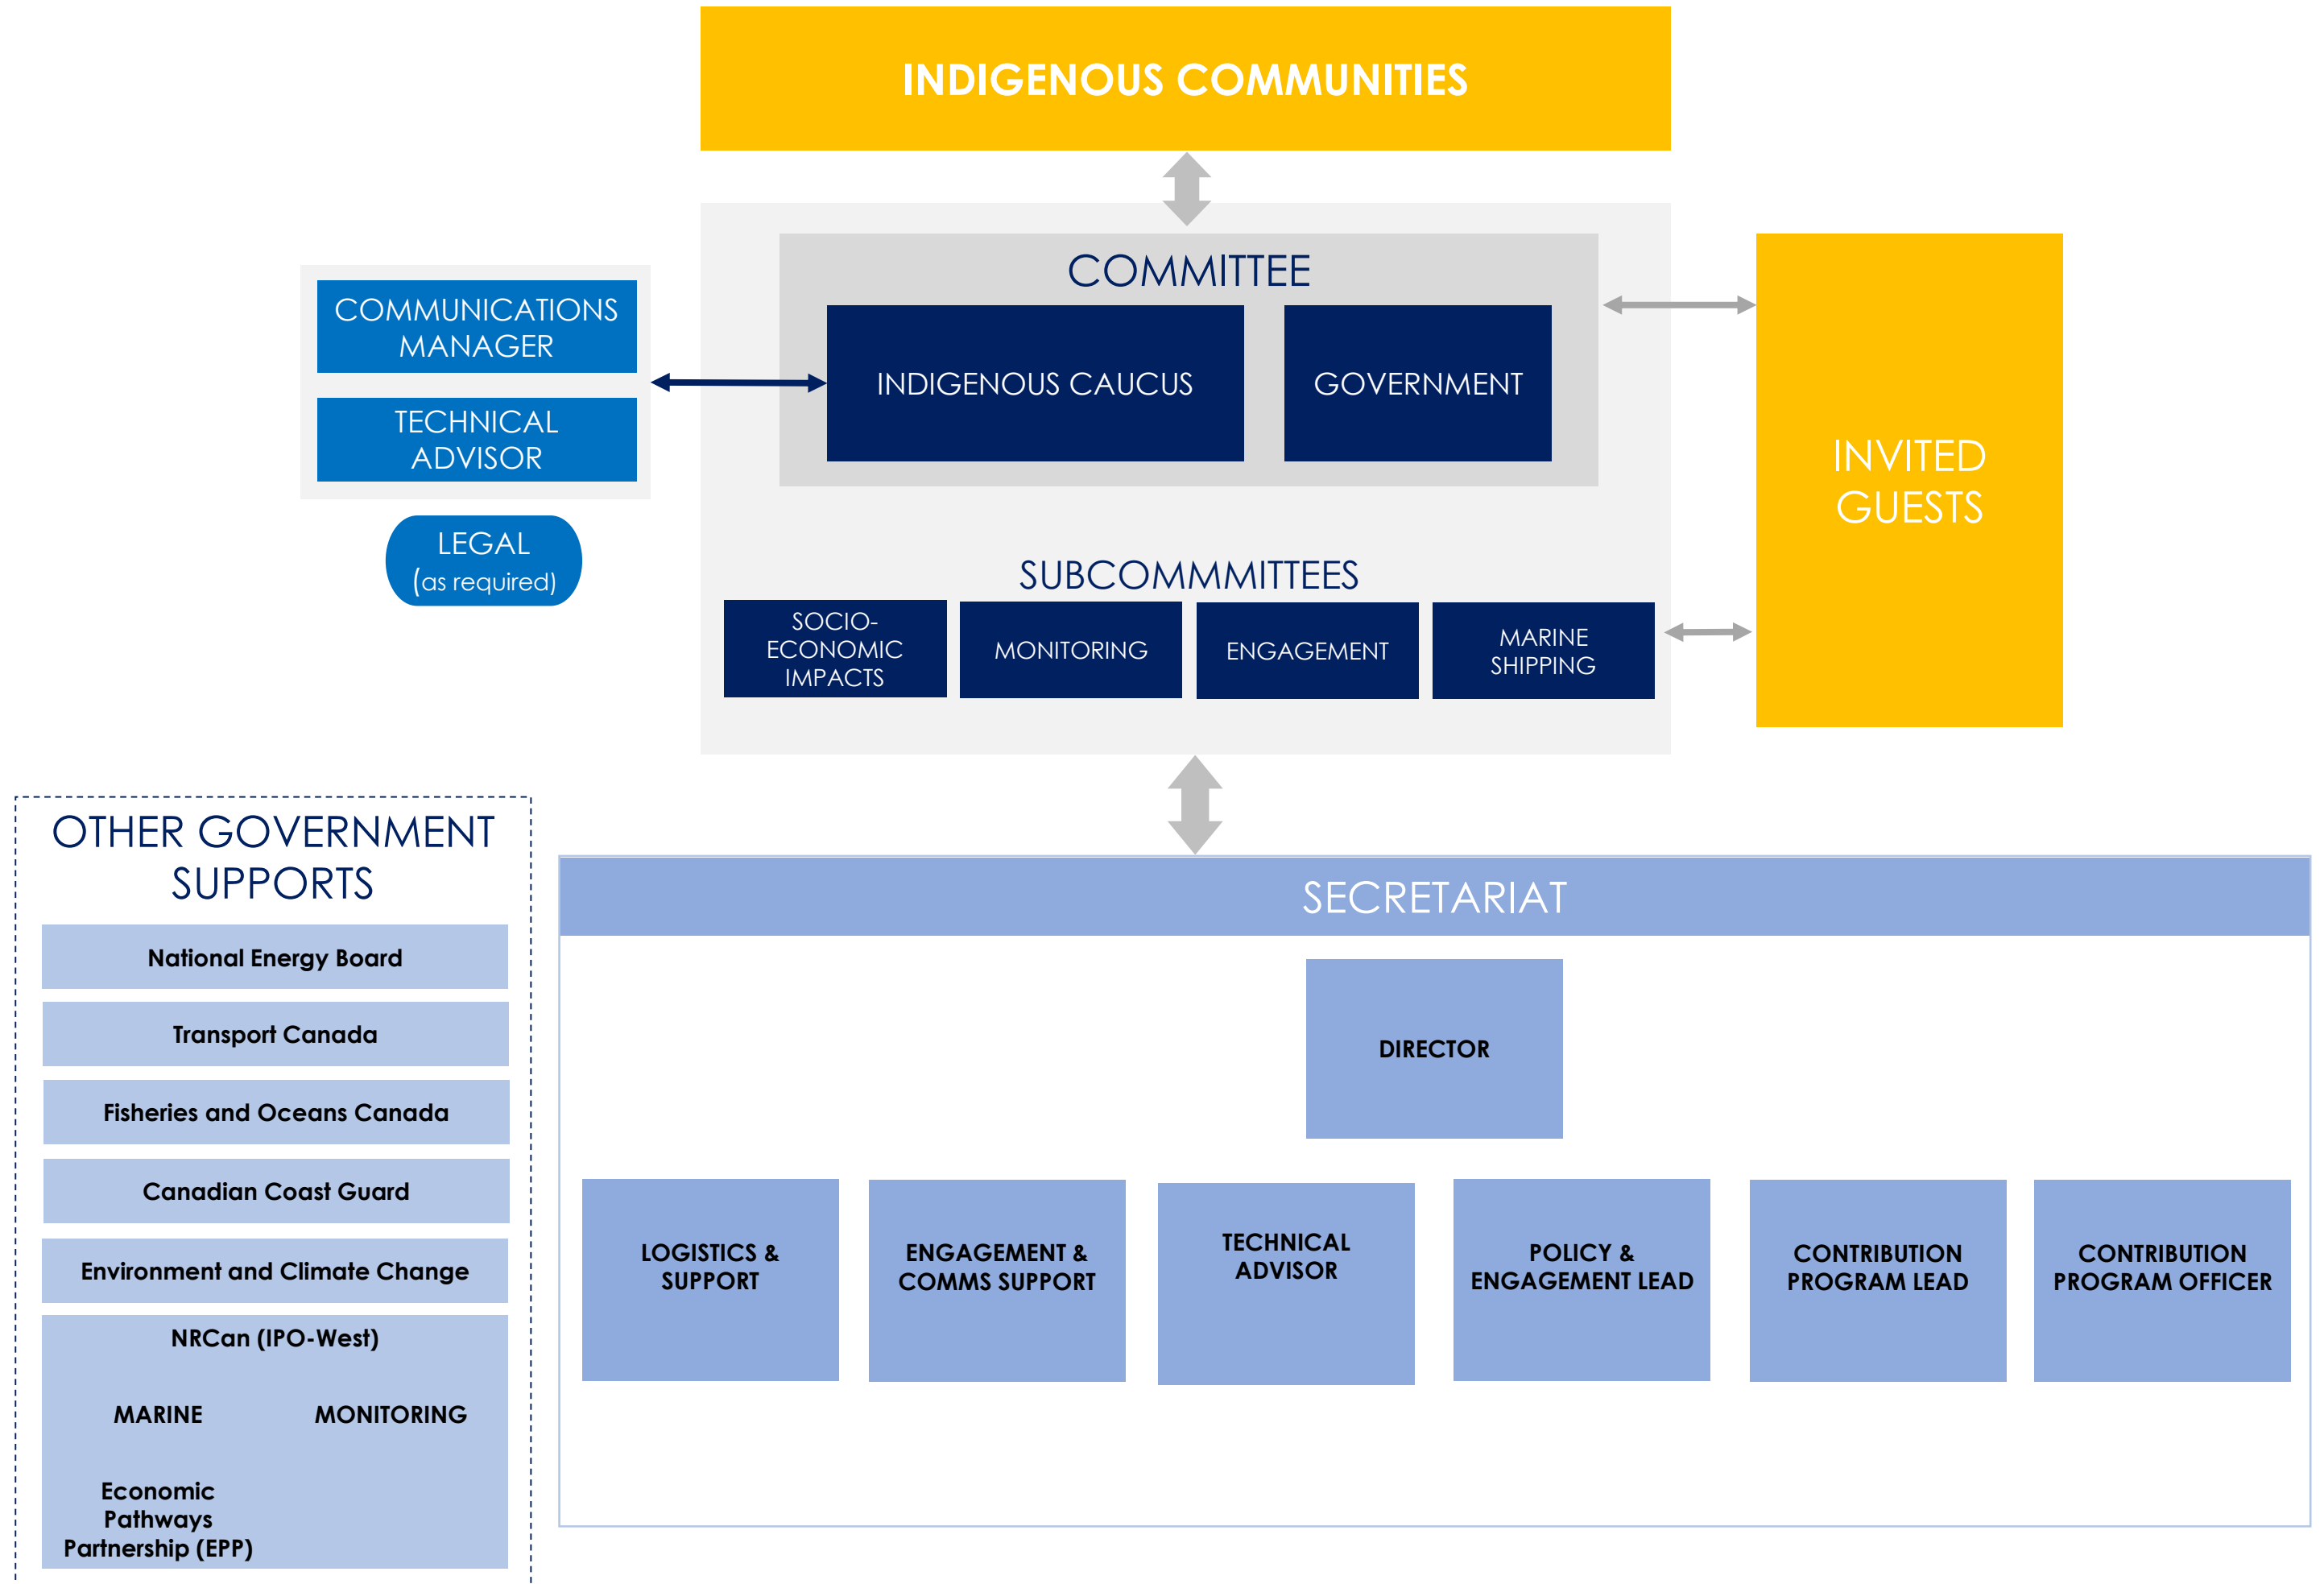 INDIGENOUS COMMUNITIES
COMMITTEE
INDIGENOUS CAUCUS
GOVERNMENT
COMMUNICATIONS
MANAGER
TECHNICAL
ADVISOR
LEGAL
(as required)
INVITED
GUESTS
SUBCOMMMITTEES
SOCIO-
ECONOMIC
IMPACTS
MONITORING
ENGAGEMENT
MARINE
SHIPPING
OTHER GOVERNMENT
SUPPORTS
National Energy Board
Transport Canada
Fisheries and Oceans Canada
Canadian Coast Guard
Environment and Climate Change
NRCan (IPO-West)
MARINE
MONITORING
Economic
Pathways
Partnership (EPP)
SECRETARIAT
DIRECTOR
LOGISTICS &
SUPPORT
ENGAGEMENT &
COMMS SUPPORT
TECHNICAL
ADVISOR
POLICY &
ENGAGEMENT LEAD
CONTRIBUTION
PROGRAM LEAD
CONTRIBUTION
PROGRAM OFFICER